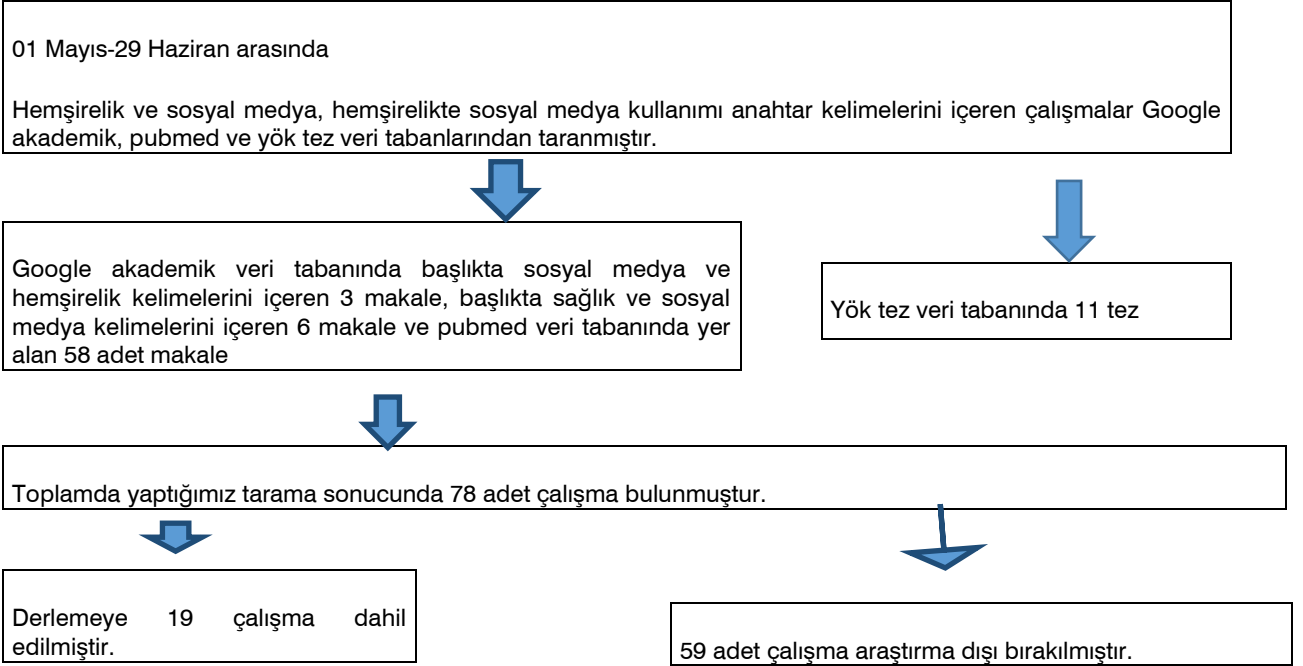 01 Mayıs-29 Haziran arasında
Hemşirelik ve sosyal medya, hemşirelikte sosyal medya kullanımı anahtar kelimelerini içeren çalışmalar Google
akademik, pubmed ve yök tez veri tabanlarından taranmıştır.
Google akademik veri tabanında başlıkta sosyal medya ve
hemşirelik kelimelerini içeren 3 makale, başlıkta sağlık ve sosyal
medya kelimelerini içeren 6 makale ve pubmed veri tabanında yer
alan 58 adet makale
Yök tez veri tabanında 11 tez
Toplamda yaptığımız tarama sonucunda 78 adet çalışma bulunmuştur.
Derlemeye 19 çalışma dahil
edilmiştir.
59 adet çalışma araştırma dışı bırakılmıştır.